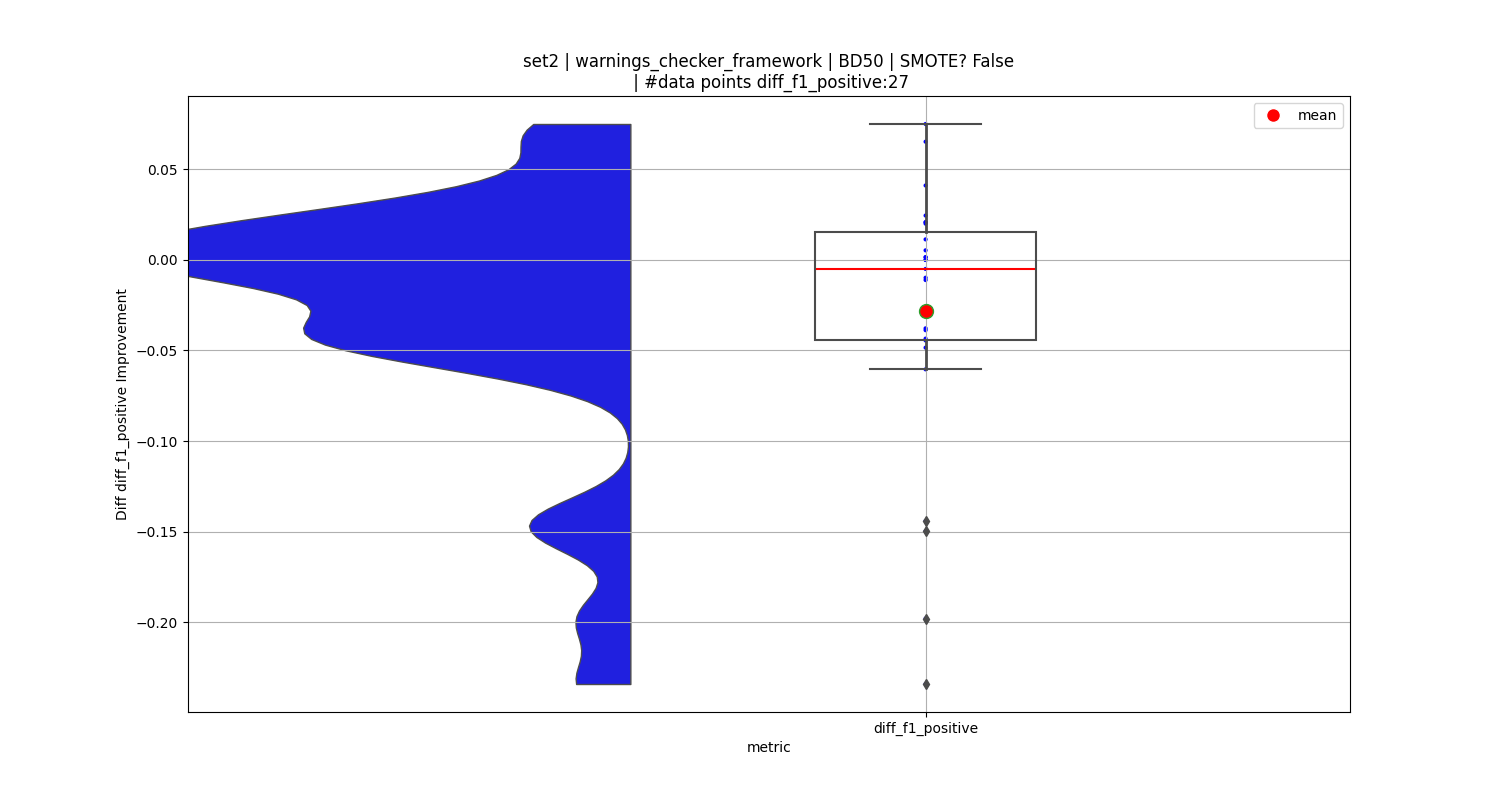 set2 | warnings_checker_framework | BD50 | SMOTE? False
| #data points diff_f1_positive:27
mean
0.05
0.00
−0.05
−0.10
−0.15
−0.20
Diff diff_f1_positive Improvement
diff_f1_positive
metric